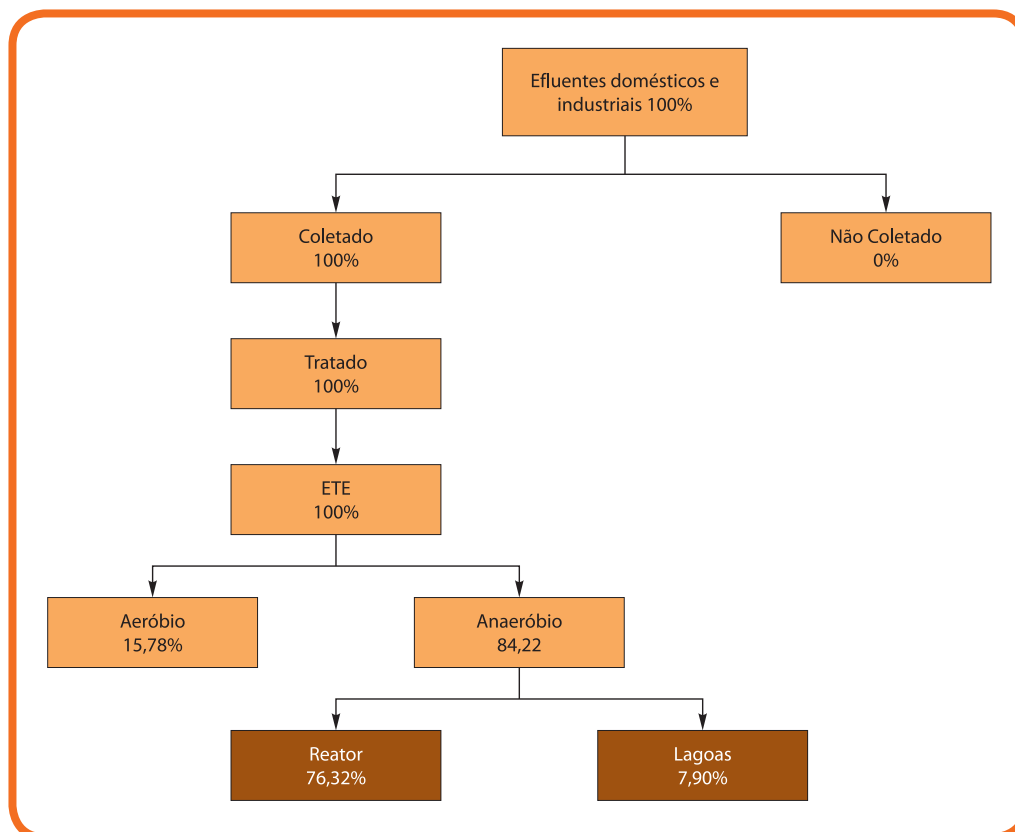 Efluentes domésticos e
industriais 100%
Coletado
100%
Não Coletado
0%
Tratado
100%
ETE
100%
Aeróbio
15,78%
Anaeróbio
84,22
Reator
76,32%
Lagoas
7,90%